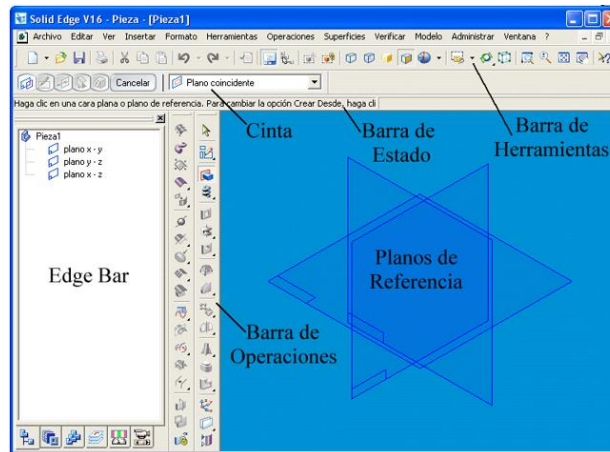 Solid Edge V16 - Pieza - [Pieza1]
Archivo Editar Ver Insertar Formato Herramientas Operaciones Superficies Verificar Modelo Administrar Ventana ?
Cancelar Plano coincidente
Haga clic en una cara plana o plano de referencia. Para cambiar la opción Crear Desde, haga cli
Cinta
Barra de
Estado
Barra de
Herramientas
Pieza1
plano x - y
plano y - z
plano x - z
Edge Bar
Planos de
Referencia
Barra de
Operaciones